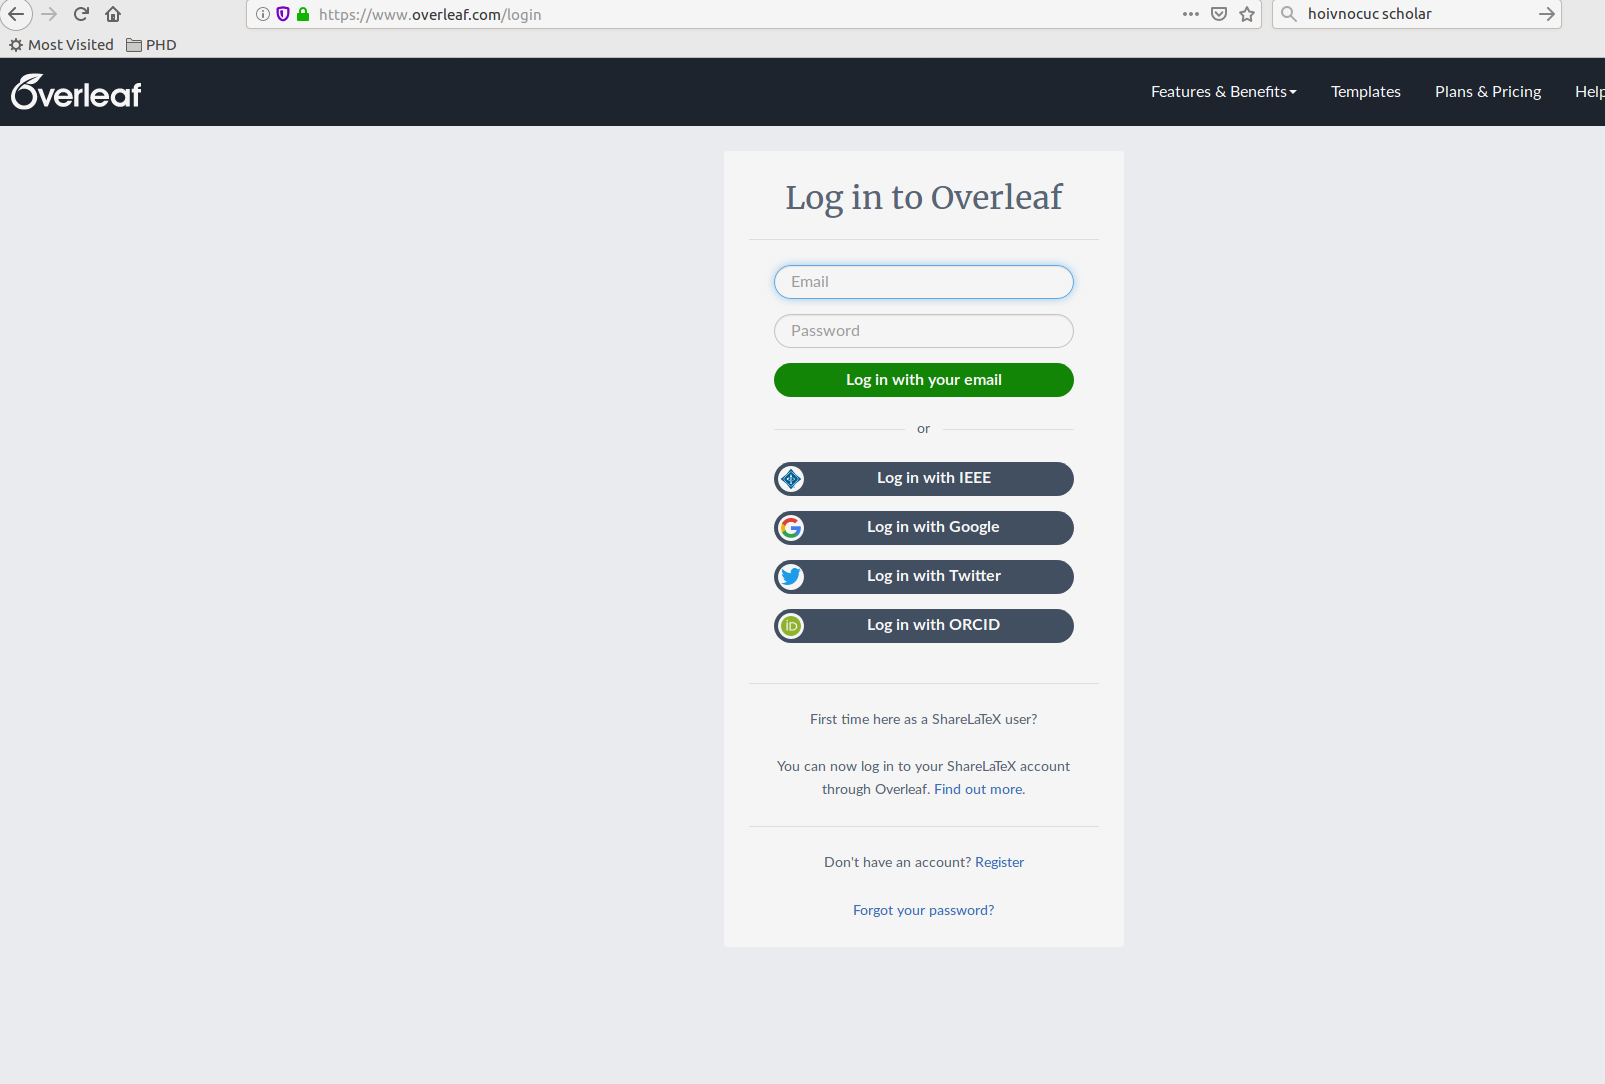 https://www.overleaf.com/login
hoivnocuc scholar
Most Visited
PHD
Overleaf
Features & Benefits
Templates
Plans & Pricing
Help
Log in to Overleaf
Email
Password
Log in with your email
or
Log in with IEEE
Log in with Google
Log in with Twitter
iD
Log in with ORCID
First time here as a ShareLaTeX user?
You can now log in to your ShareLaTeX account
through Overleaf. Find out more.
Don't have an account? Register
Forgot your password?